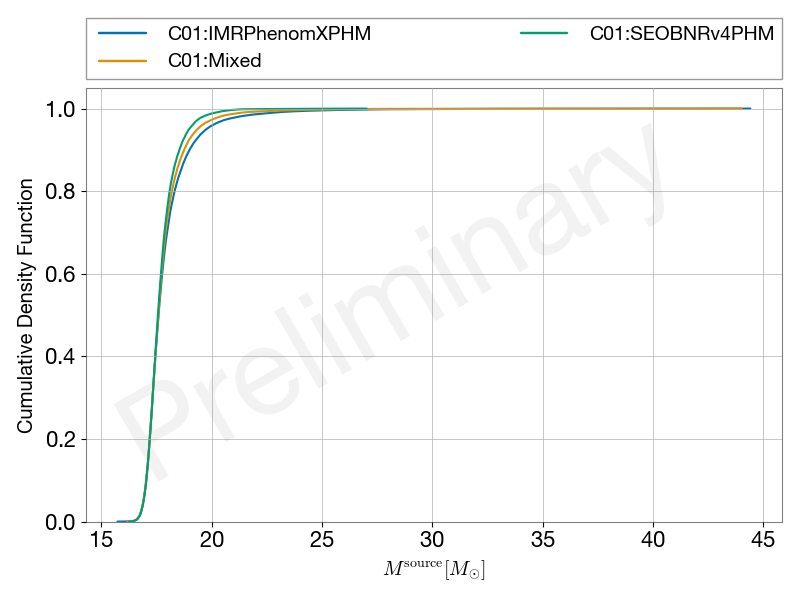 C01:IMRPhenomXPHM
C01:SEOBNRv4PHM
C01:Mixed
Cumulative Density Function
1.0
0.8
0.6
0.4
0.2
0.0
Preliminary
15 20 25 30 35 40 45
M^source [M_⊙]